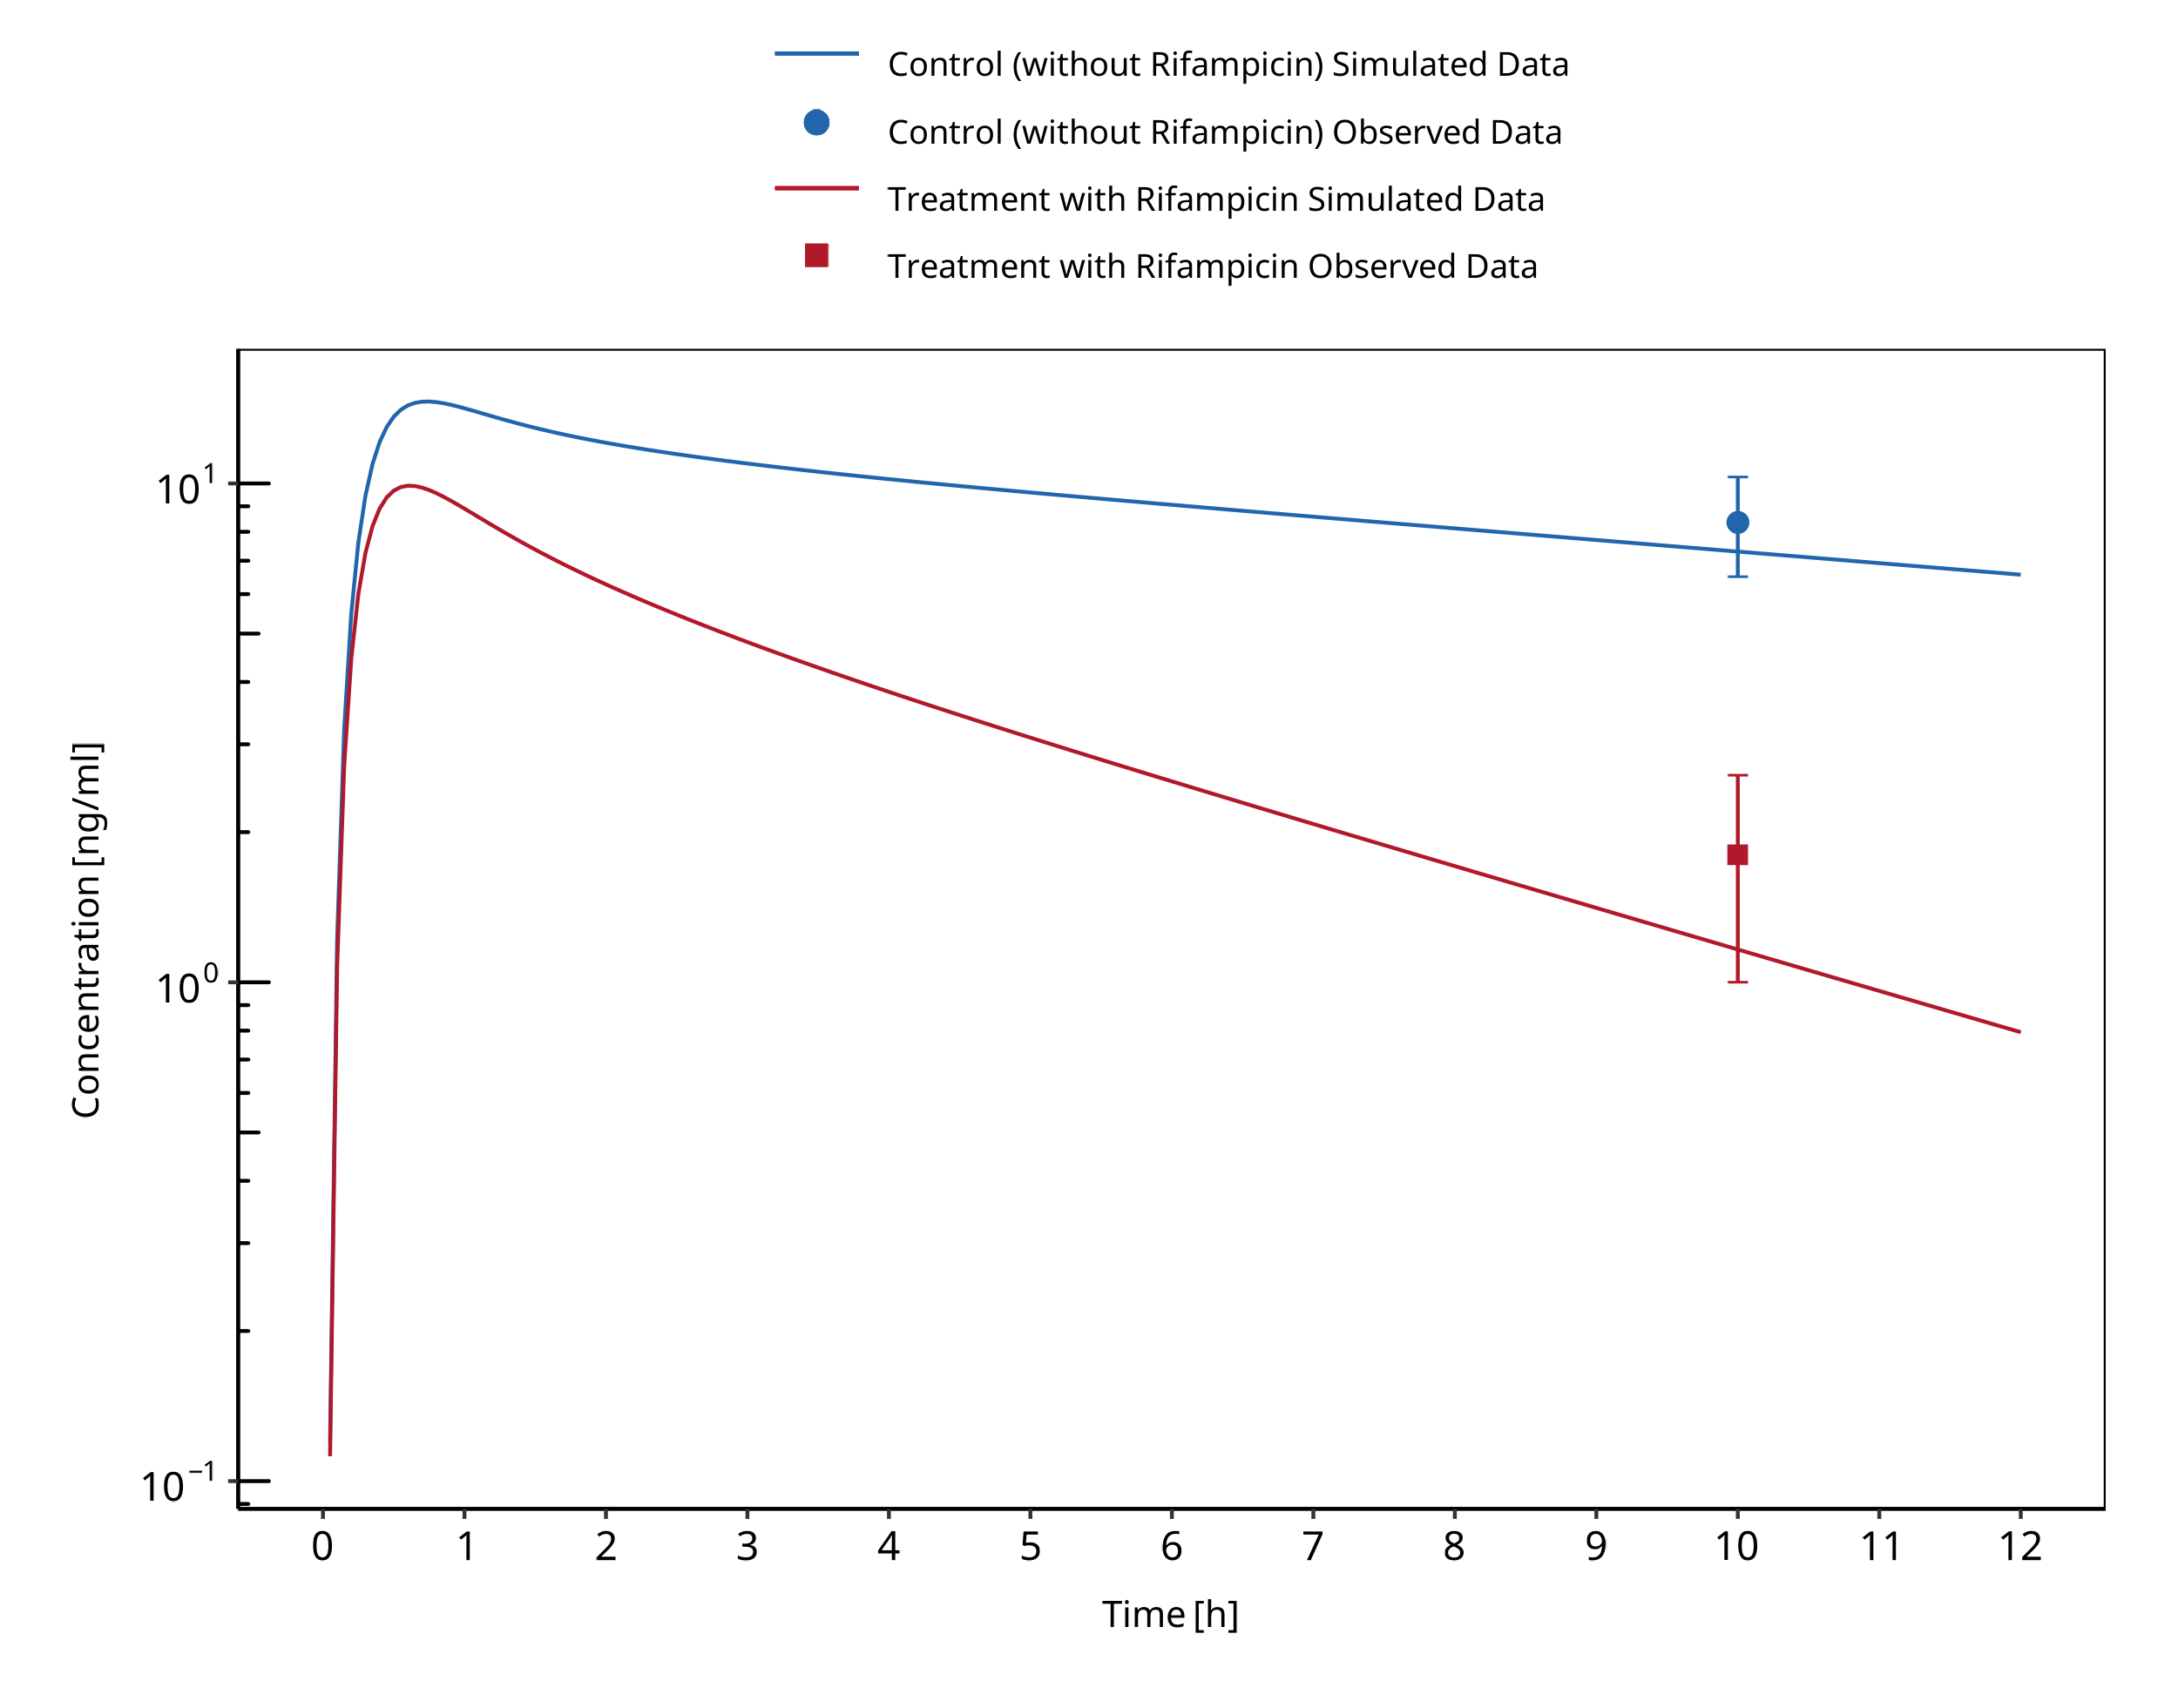 Control (without Rifampicin) Simulated Data
Control (without Rifampicin) Observed Data
Treatment with Rifampicin Simulated Data
Treatment with Rifampicin Observed Data
Concentration [ng/ml]
10¹
10⁰
10⁻¹
0 1 2 3 4 5 6 7 8 9 10 11 12
Time [h]